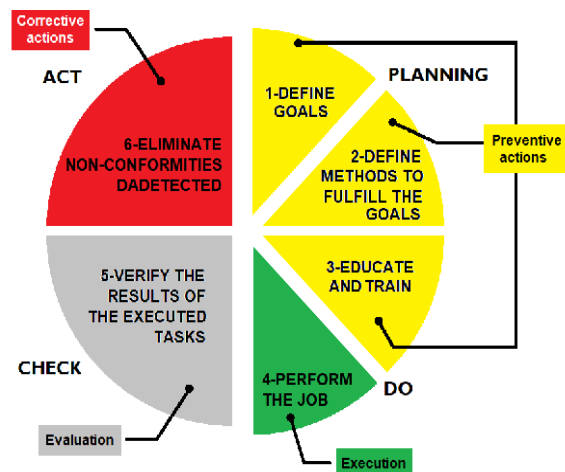 Corrective
actions
ACT
PLANNING
1-DEFINE
GOALS
6-ELIMINATE
NON-CONFORMITIES
DADETECTED
2-DEFINE
METHODS TO
FULFILL THE
GOALS
Preventive
actions
5-VERIFY THE
RESULTS OF
THE EXECUTED
TASKS
3-EDUCATE
AND TRAIN
CHECK
4-PERFORM
THE JOB
DO
Evaluation
Execution